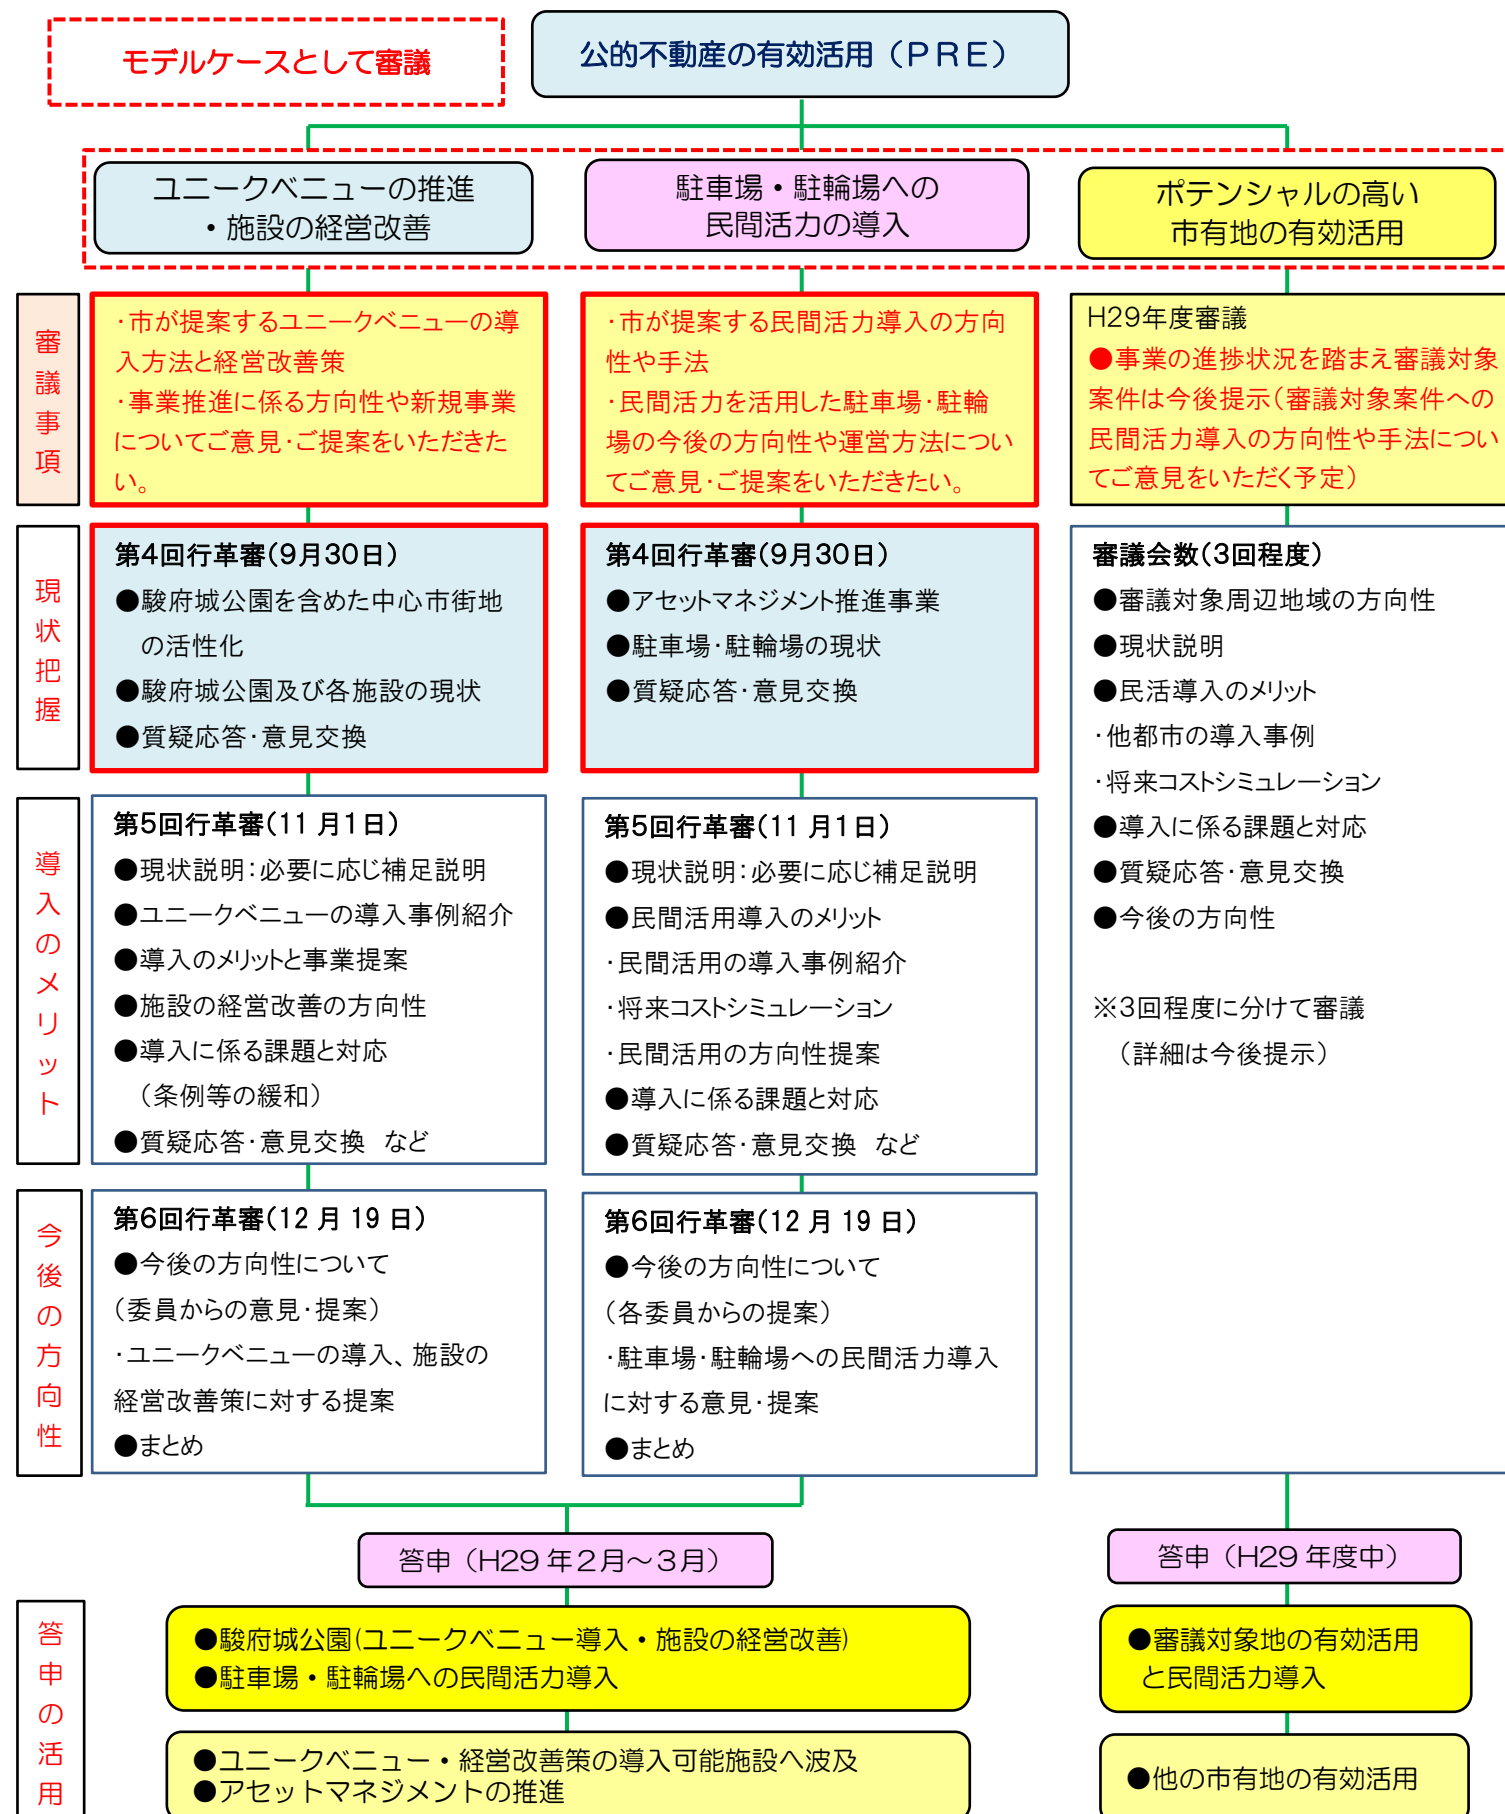 モデルケースとして審議
公的不動産の有効活用（ＰＲＥ）
ユニークベニューの推進
・施設の経営改善
駐車場・駐輪場への
民間活力の導入
ポテンシャルの高い
市有地の有効活用
審議事項
・市が提案するユニークベニューの導
入方法と経営改善策
・事業推進に係る方向性や新規事業
についてご意見・ご提案をいただきた
い。
・市が提案する民間活力導入の方向
性や手法
・民間活力を活用した駐車場・駐輪
場の今後の方向性や運営方法につい
てご意見・ご提案をいただきたい。
H29年度審議
●事業の進捗状況を踏まえ審議対象
案件は今後提示（審議対象案件への
民間活力導入の方向性や手法につい
てご意見をいただく予定）
現状把握
第4回行革審（9月30日）
●駿府城公園を含めた中心市街地
の活性化
●駿府城公園及び各施設の現状
●質疑応答・意見交換
第4回行革審（9月30日）
●アセットマネジメント推進事業
●駐車場・駐輪場の現状
●質疑応答・意見交換
審議会数（3回程度）
●審議対象周辺地域の方向性
●現状説明
●民活導入のメリット
・他都市の導入事例
・将来コストシミュレーション
●導入に係る課題と対応
●質疑応答・意見交換
●今後の方向性
※3回程度に分けて審議
（詳細は今後提示）
導入のメリット
第5回行革審（11 月1日）
●現状説明：必要に応じ補足説明
●ユニークベニューの導入事例紹介
●導入のメリットと事業提案
●施設の経営改善の方向性
●導入に係る課題と対応
（条例等の緩和）
●質疑応答・意見交換　など
第5回行革審（11 月1日）
●現状説明：必要に応じ補足説明
●民間活用導入のメリット
・民間活用の導入事例紹介
・将来コストシミュレーション
・民間活用の方向性提案
●導入に係る課題と対応
●質疑応答・意見交換　など
今後の方向性
第6回行革審（12 月 19 日）
●今後の方向性について
（委員からの意見・提案）
・ユニークベニューの導入、施設の
経営改善策に対する提案
●まとめ
第6回行革審（12 月 19 日）
●今後の方向性について
（各委員からの提案）
・駐車場・駐輪場への民間活力導入
に対する意見・提案
●まとめ
答申（H29 年２月～３月）
答申（H29 年度中）
答申の活用
●駿府城公園(ユニークベニュー導入・施設の経営改善)
●駐車場・駐輪場への民間活力導入
●審議対象地の有効活用
と民間活力導入
●ユニークベニュー・経営改善策の導入可能施設へ波及
●アセットマネジメントの推進
●他の市有地の有効活用